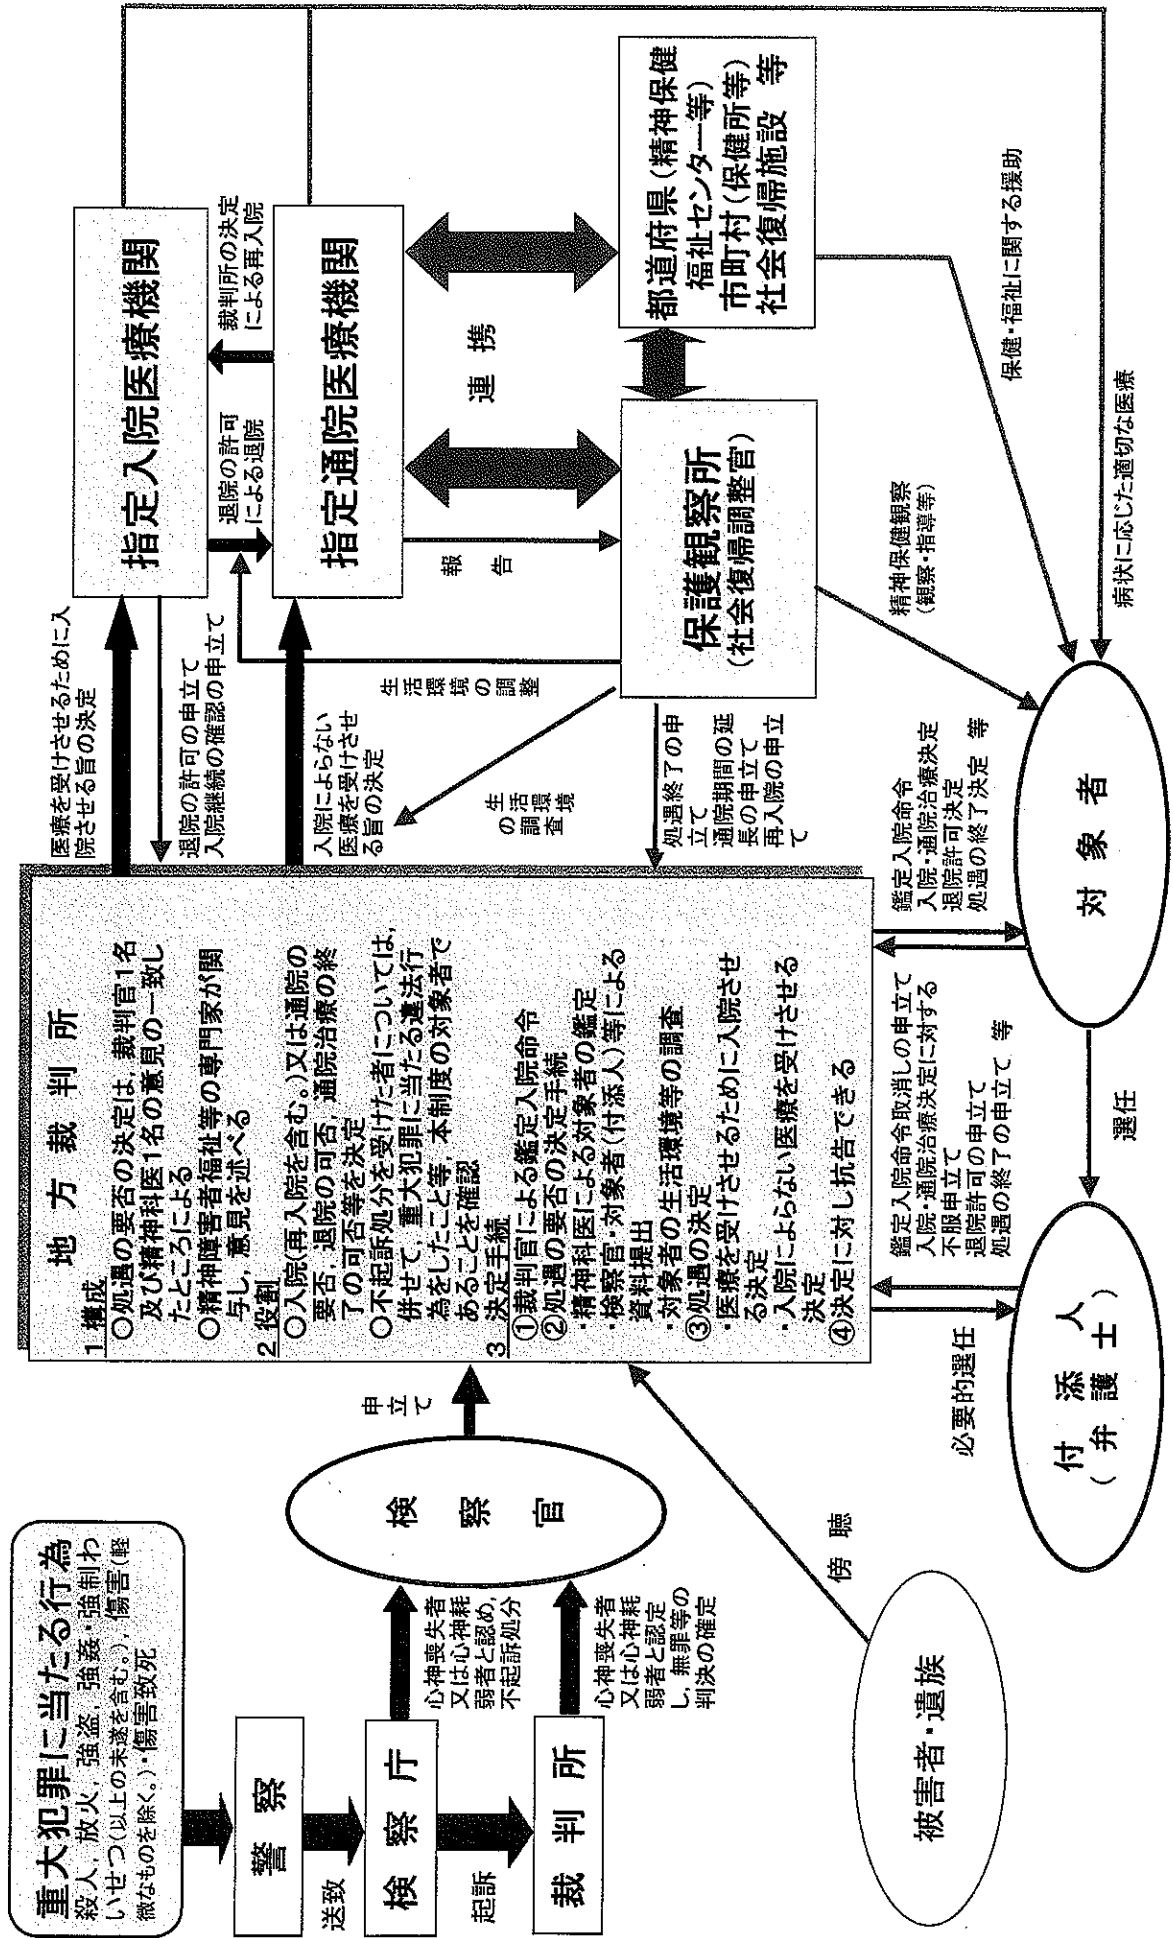 重大犯罪に当たる行為
殺人，放火，強盗，強姦・強制わ
いせつ（以上の未遂を含む。），傷害（軽
微なものを除く。）・傷害致死
警察
送致
検察庁
起訴
裁判所
心神喪失者
又は心神耗
弱者と認め，
不起訴処分
心神喪失者
又は心神耗
弱者と認定
し，無罪等の
判決の確定
検察官
申立て
被害者・遺族
傍聴
地方裁判所
1 構成
○処遇の要否の決定は，裁判官1名
及び精神科医1名の意見の一致し
たところによる
○精神障害者福祉等の専門家が関
与し，意見を述べる
2 役割
○入院（再入院を含む。）又は通院の
要否，退院の可否，通院治療の終
了の可否等を決定
○不起訴処分を受けた者については，
併せて，重大犯罪に当たる違法行
為をしたこと等，本制度の対象者で
あることを確認
3 決定手続
①裁判官による鑑定入院命令
②処遇の要否の決定手続
・精神科医による対象者の鑑定
・検察官・対象者（付添人）等による
資料提出
・対象者の生活環境等の調査
③処遇の決定
・医療を受けさせるために入院させ
る決定
・入院によらない医療を受けさせる
決定
④決定に対し抗告できる
医療を受けさせるために入
院させる旨の決定
退院の許可の申立て
入院継続の確認の申立て
入院によらない
医療を受けさせ
る旨の決定
生活環境の調整
生活環境
の調査
処遇終了の申
立て
通院期間の延
長の申立て
再入院の申立
て
指定入院医療機関
退院の許可
による退院
裁判所の決定
による再入院
指定通院医療機関
報告
連携
保護観察所
（社会復帰調整官）
都道府県（精神保健
福祉センター等）
市町村（保健所等）
社会復帰施設 等
精神保健観察
（観察・指導等）
保健・福祉に関する援助
病状に応じた適切な医療
鑑定入院命令
入院・通院治療決定
退院許可決定
処遇の終了決定 等
鑑定入院命令取消しの申立て
入院・通院治療決定に対する
不服申立て
退院許可の申立て
処遇の終了の申立て 等
必要的選任
選任
付添人
（弁護士）
対象者